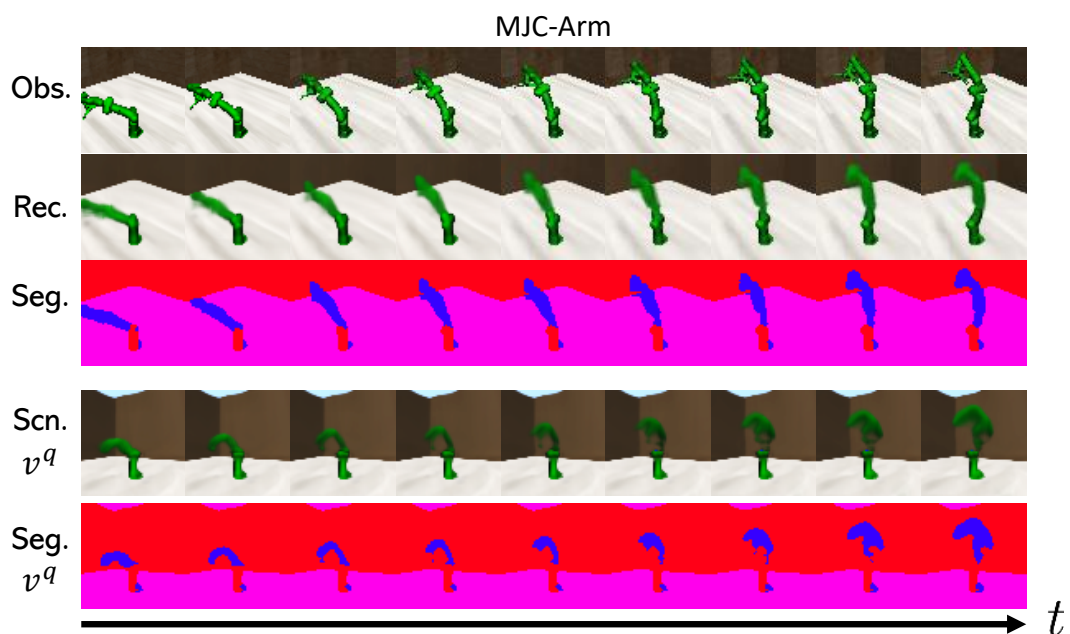 MJC-Arm
Obs.
Rec.
Seg.
Scn.
v^q
Seg.
v^q
t